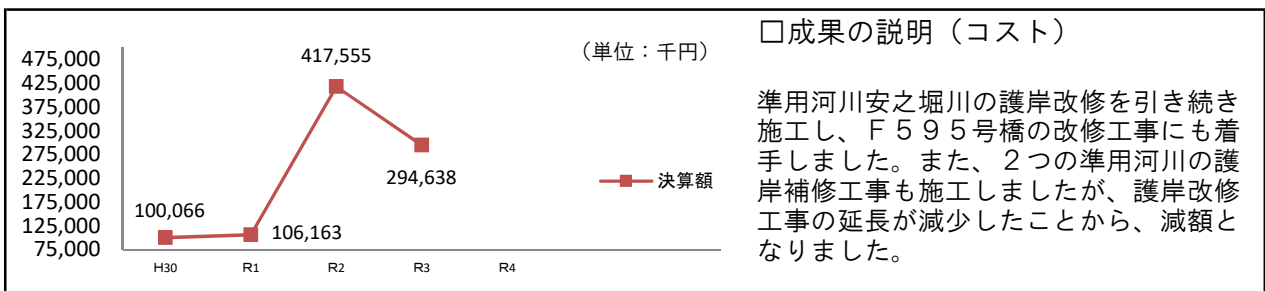 (単位：千円)
475,000
425,000
375,000
325,000
275,000
225,000
175,000
125,000
75,000
100,066
106,163
417,555
294,638
決算額
H30 R1 R2 R3 R4
□成果の説明（コスト）
準用河川安之堀川の護岸改修を引き続き
施工し、Ｆ５９５号橋の改修工事にも着
手しました。また、２つの準用河川の護
岸補修工事も施工しましたが、護岸改修
工事の延長が減少したことから、減額と
なりました。